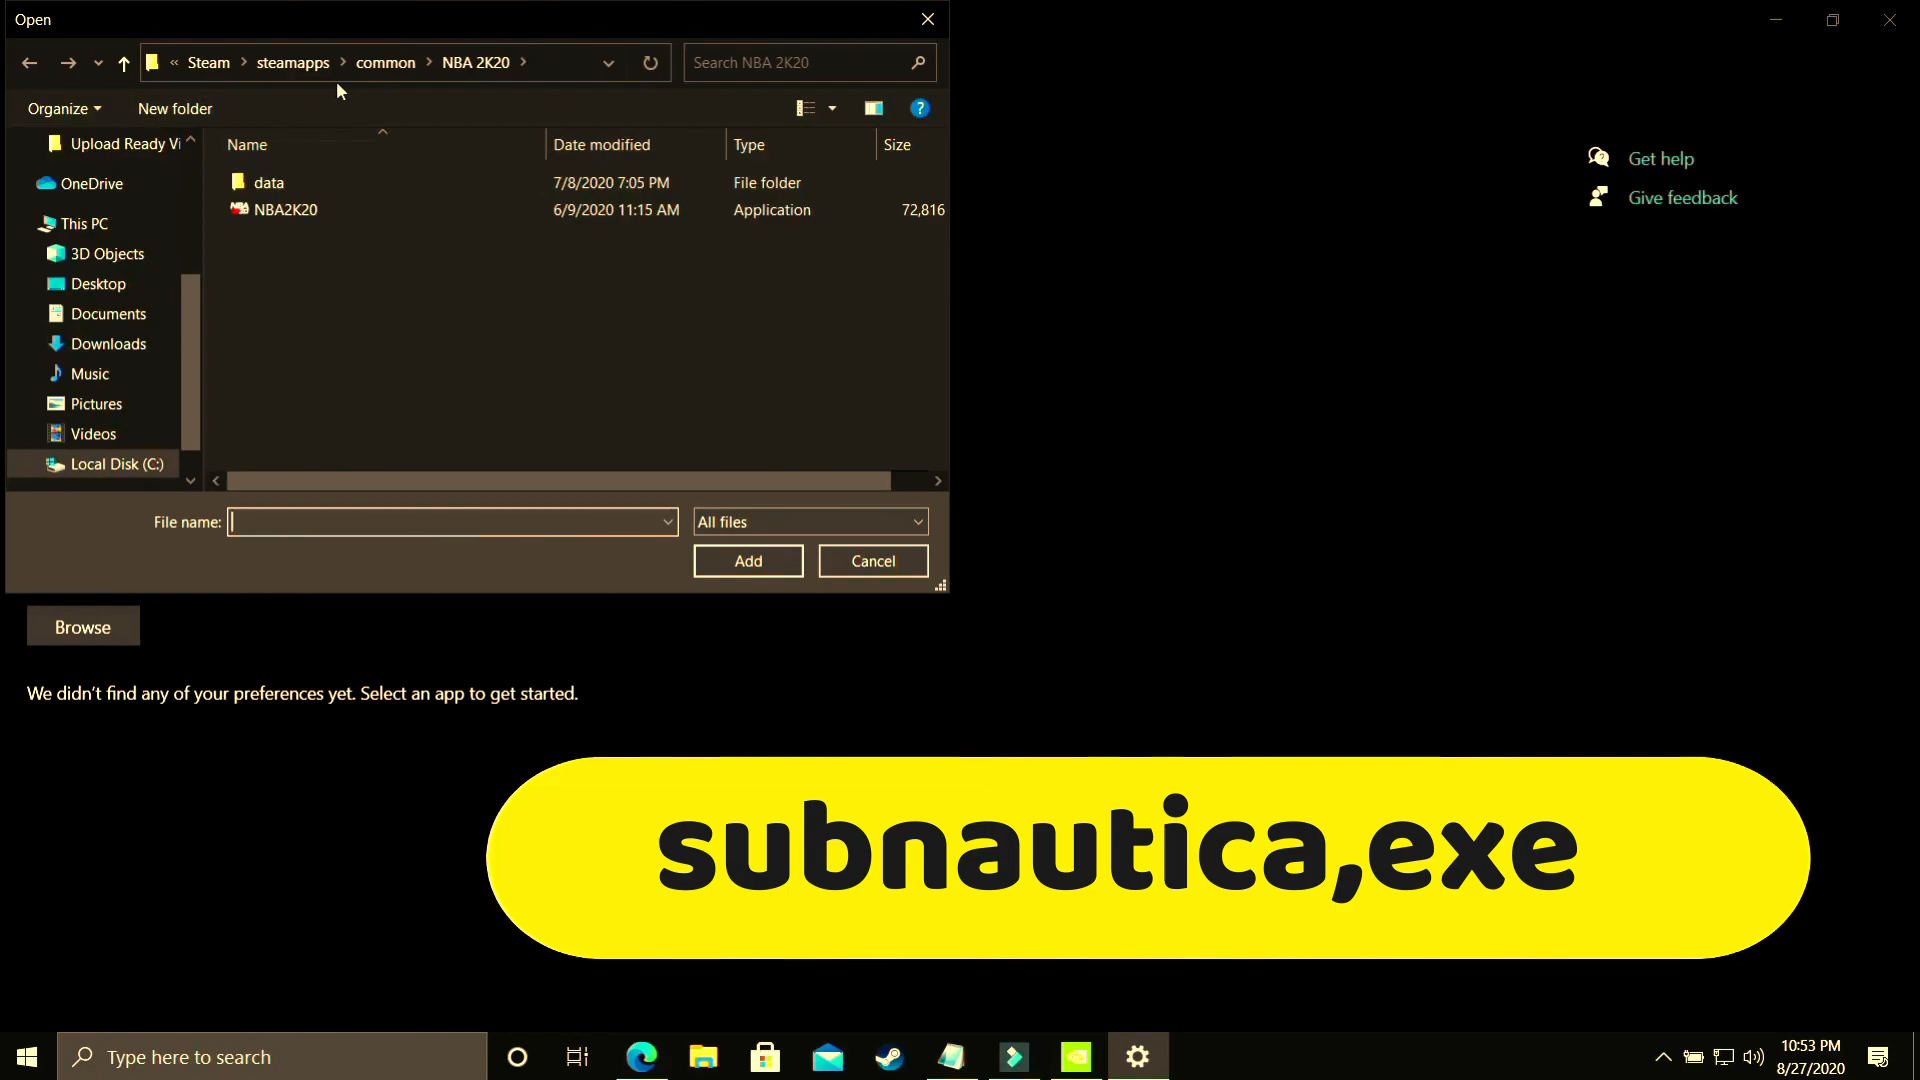 Open
« Steam > steamapps > common > NBA 2K20 >
Search NBA 2K20
Organize
New folder
Name
Date modified
Type
Size
data
7/8/2020 7:05 PM
File folder
NBA2K20
6/9/2020 11:15 AM
Application
72,816
Upload Ready Vi
OneDrive
This PC
3D Objects
Desktop
Documents
Downloads
Music
Pictures
Videos
Local Disk (C:)
File name:
All files
Add
Cancel
Get help
Give feedback
Browse
We didn't find any of your preferences yet. Select an app to get started.
subnautica,exe
Type here to search
10:53 PM
8/27/2020